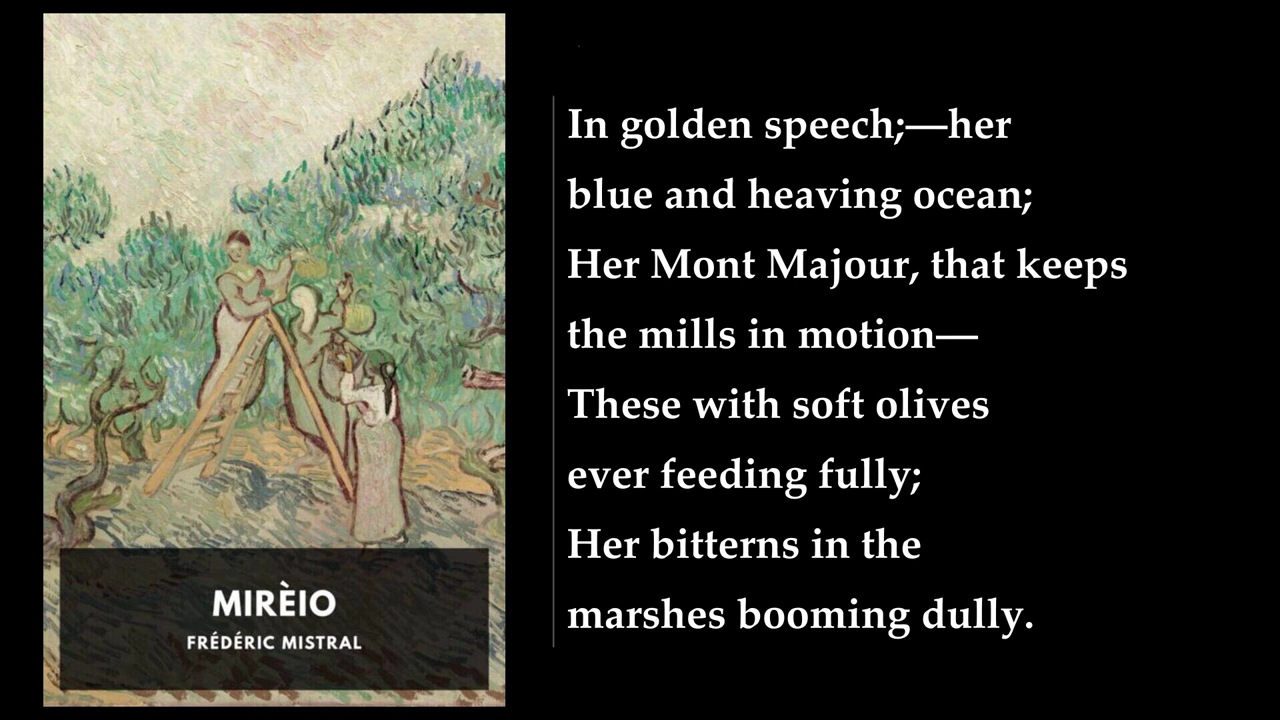 MIRÈIO
FRÉDÉRIC MISTRAL
In golden speech;—her
blue and heaving ocean;
Her Mont Majour, that keeps
the mills in motion—
These with soft olives
ever feeding fully;
Her bitterns in the
marshes booming dully.